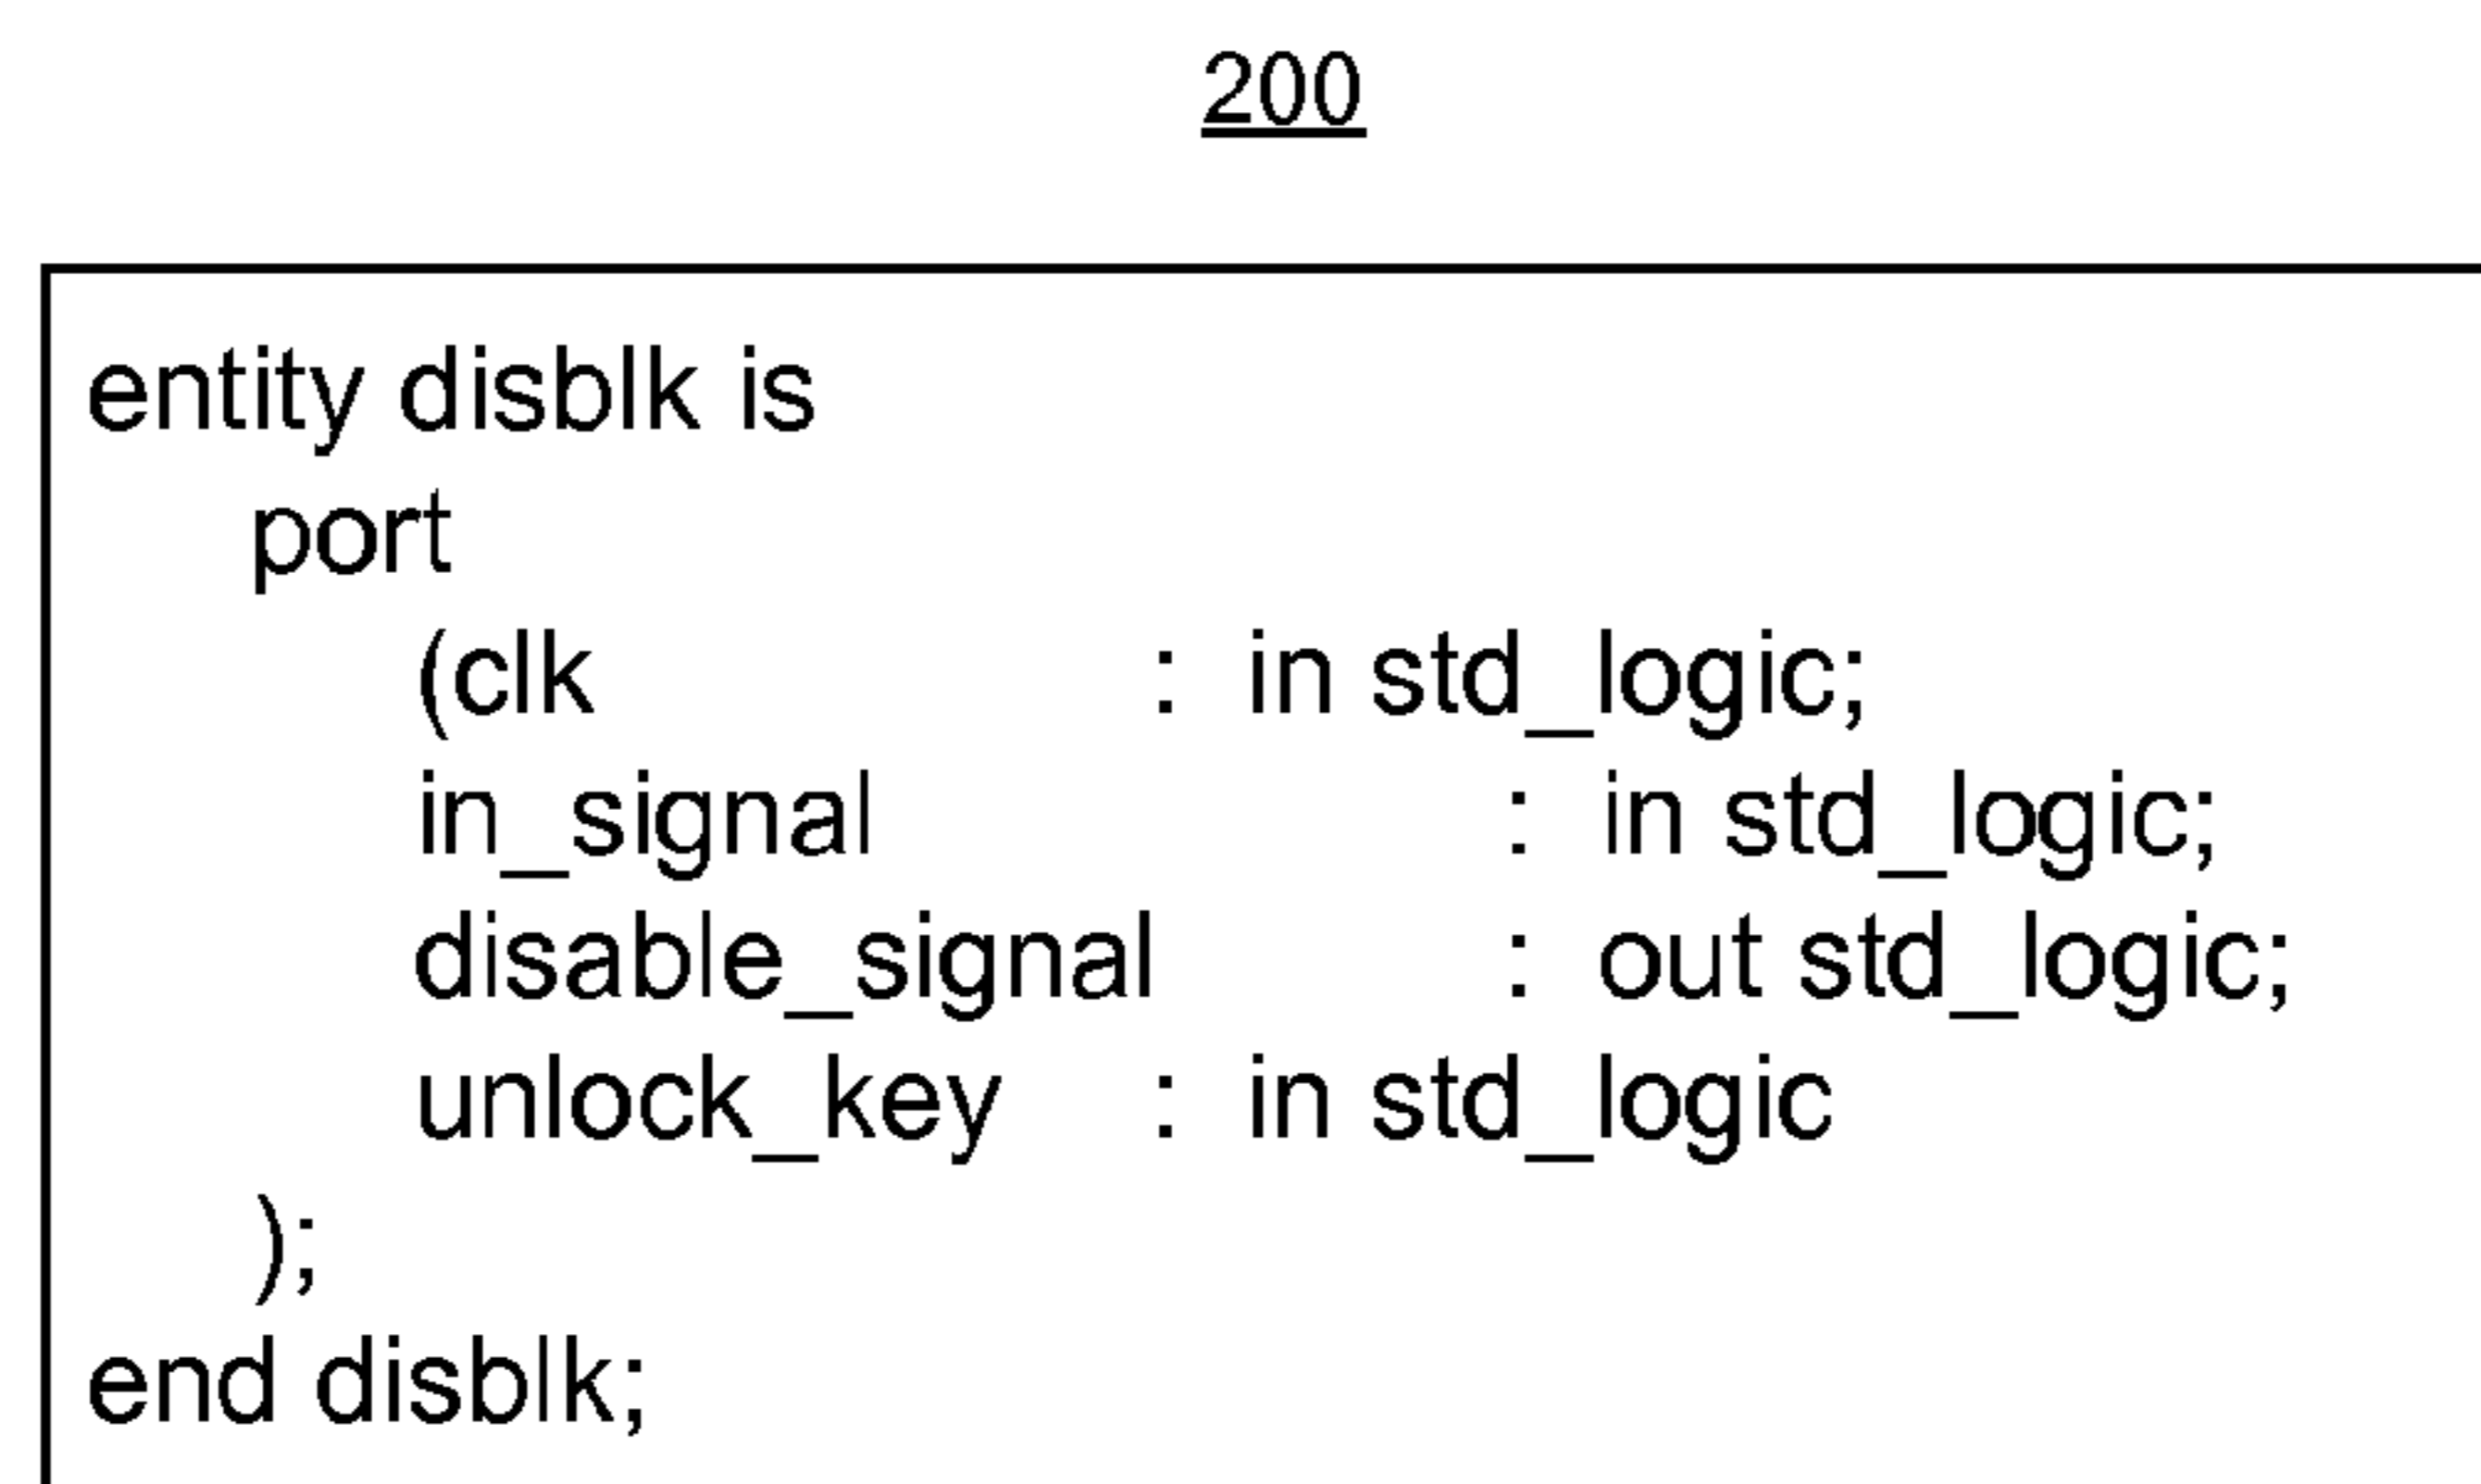 200
entity disblk is
port
(clk : in std_logic;
in_signal : in std_logic;
disable_signal : out std_logic;
unlock_key : in std_logic
);
end disblk;